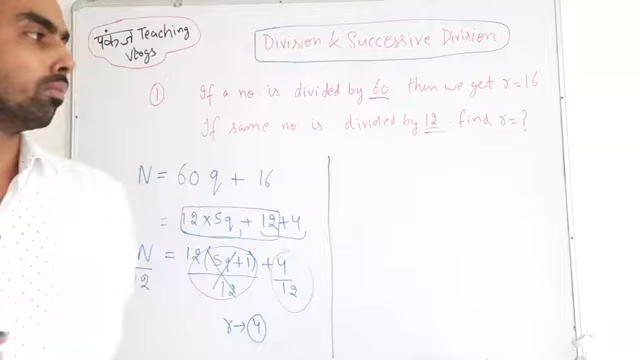 पंकज Teaching
Vlogs
Division & Successive Division
① If a no is divided by 60 then we get r=16
If same no is divided by 12 . find r=?
N = 60 q + 16
= 12×5q + 12+4
N/12 = 12(5q+1)/12 + 4/12
r→4